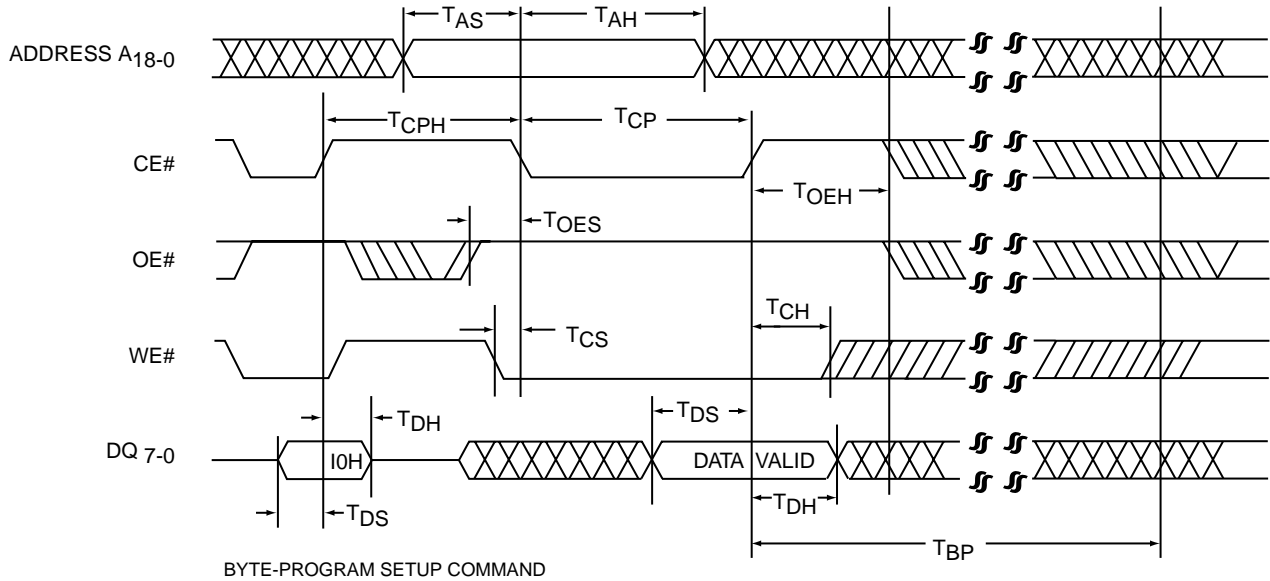 TAS TAH
ADDRESS A18-0
TCPH TCP
CE#
TOEH
TOES
OE#
TCH
TCS
WE#
TDS
TDH
DQ 7-0
I0H DATA VALID
TDH
TDS
TBP
BYTE-PROGRAM SETUP COMMAND